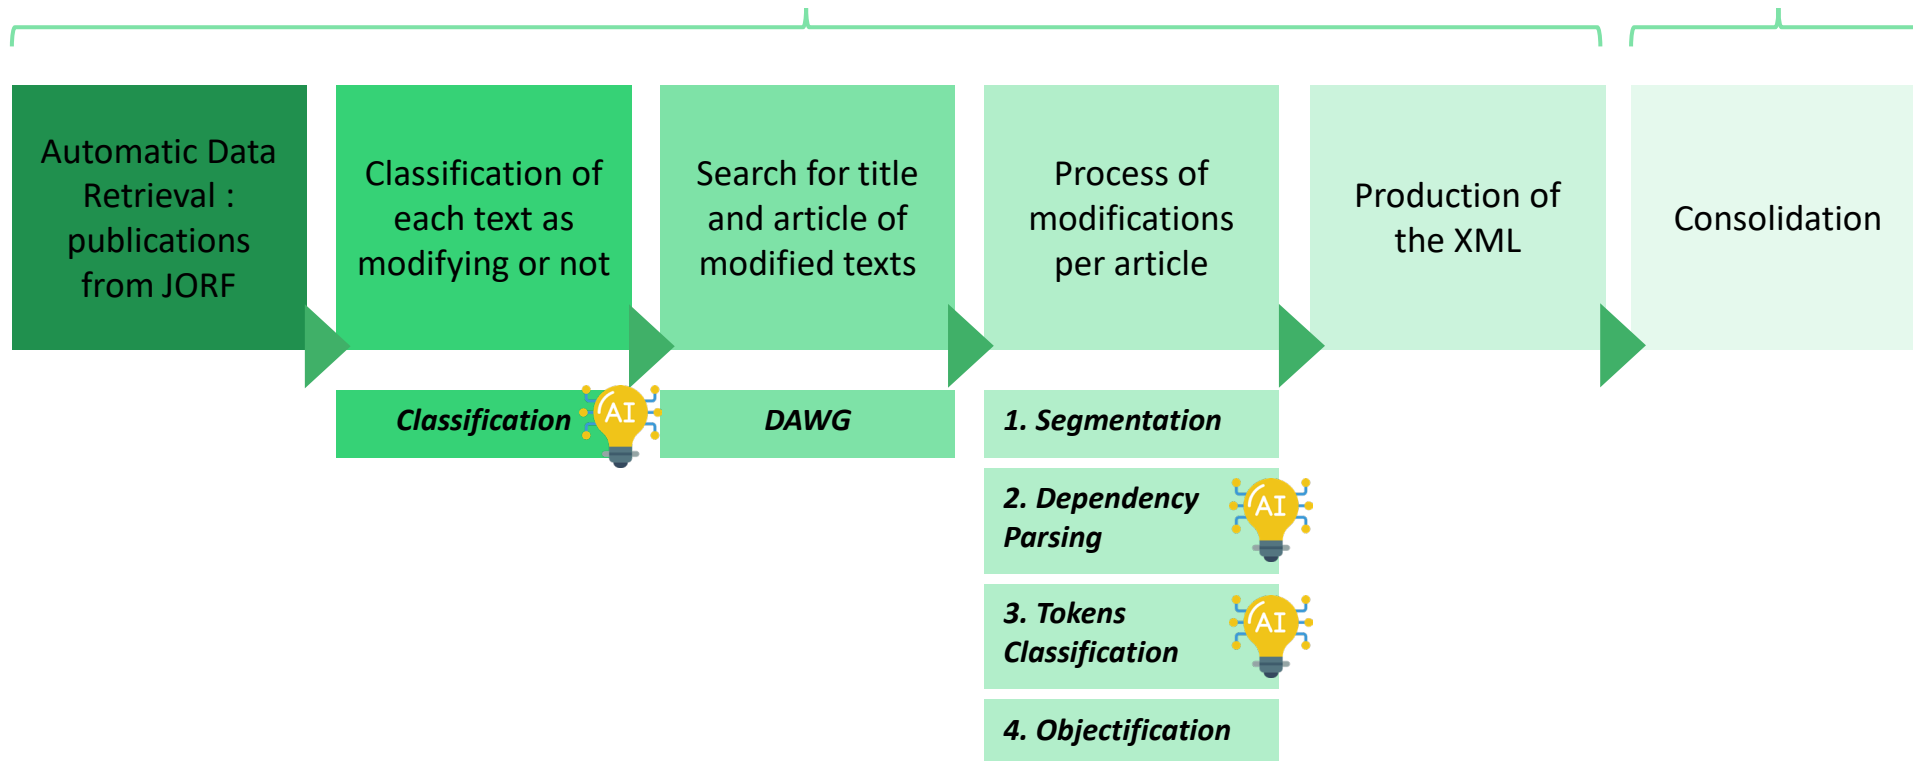 Automatic Data
Retrieval :
publications
from JORF
Classification of
each text as
modifying or not
Search for title
and article of
modified texts
Process of
modifications
per article
Production of
the XML
Consolidation
Classification
AI
DAWG
1. Segmentation
2. Dependency
Parsing
AI
3. Tokens
Classification
AI
4. Objectification